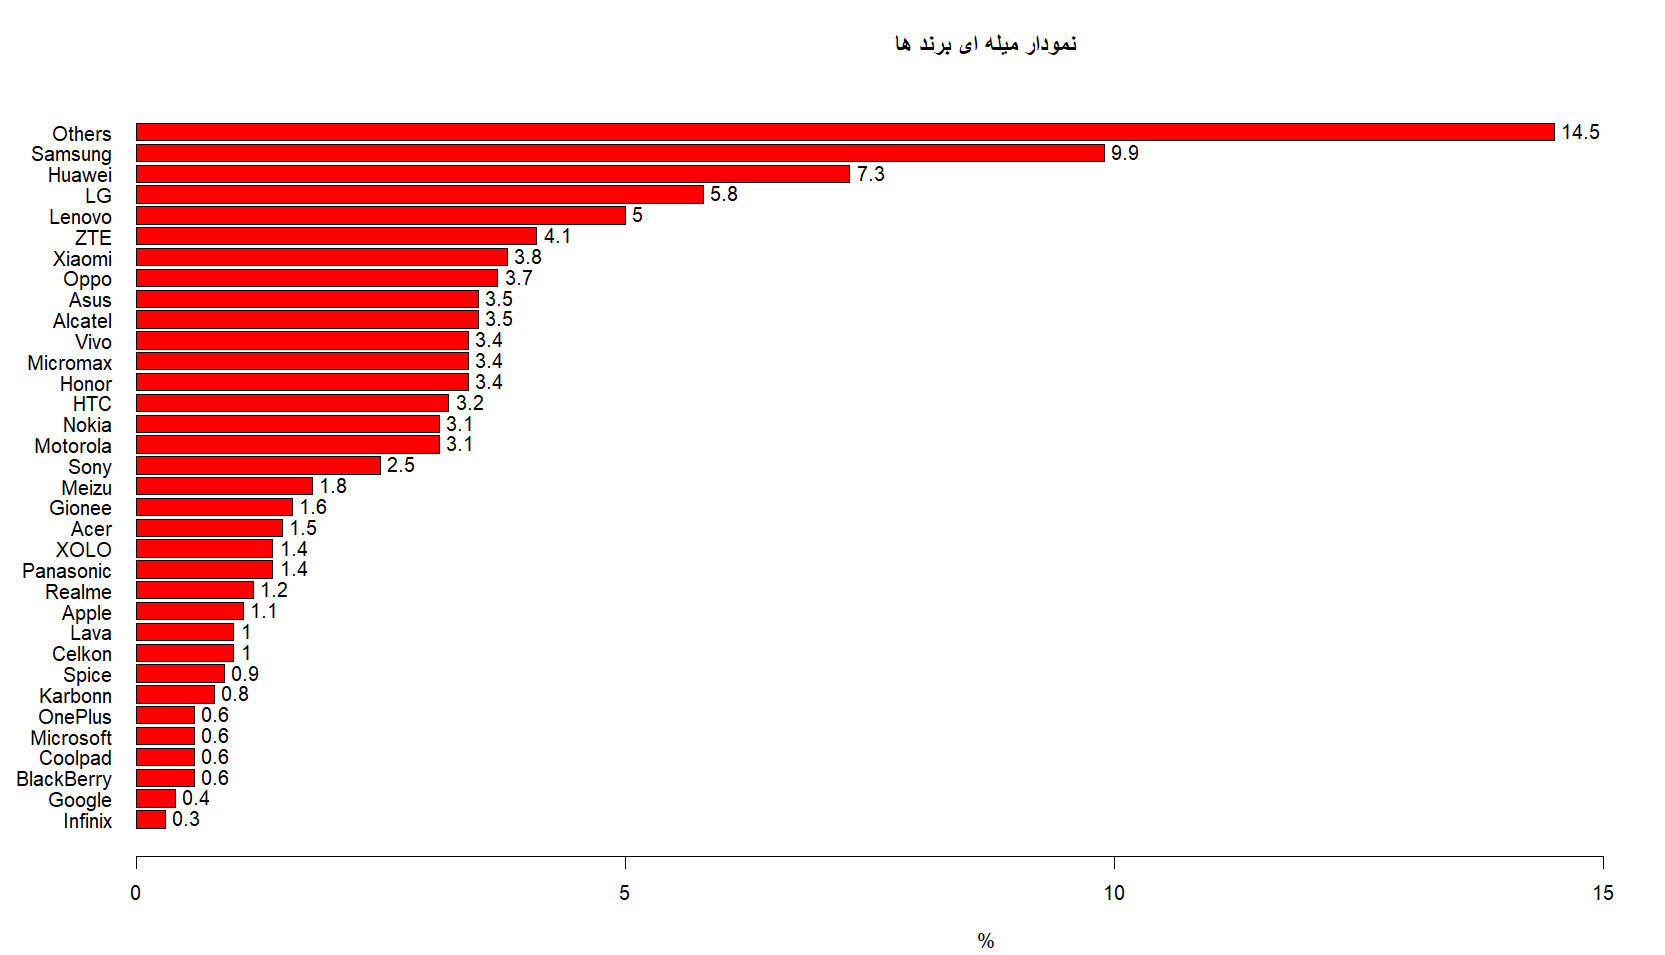 نمودار میله ای برند ها
Others 14.5
Samsung 9.9
Huawei 7.3
LG 5.8
Lenovo 5
ZTE 4.1
Xiaomi 3.8
Oppo 3.7
Asus 3.5
Alcatel 3.5
Vivo 3.4
Micromax 3.4
Honor 3.4
HTC 3.2
Nokia 3.1
Motorola 3.1
Sony 2.5
Meizu 1.8
Gionee 1.6
Acer 1.5
XOLO 1.4
Panasonic 1.4
Realme 1.2
Apple 1.1
Lava 1
Celkon 1
Spice 0.9
Karbonn 0.8
OnePlus 0.6
Microsoft 0.6
Coolpad 0.6
BlackBerry 0.6
Google 0.4
Infinix 0.3
0 5 10 15
%